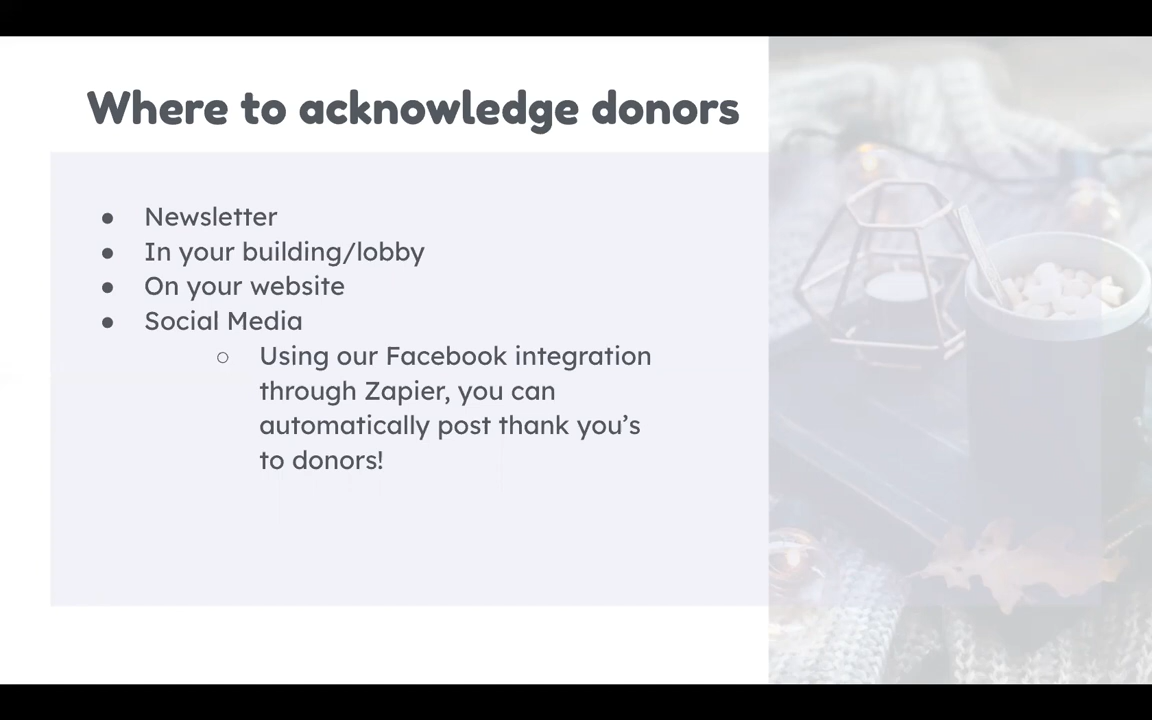 Where to acknowledge donors
● Newsletter
● In your building/lobby
● On your website
● Social Media
○ Using our Facebook integration
through Zapier, you can
automatically post thank you’s
to donors!